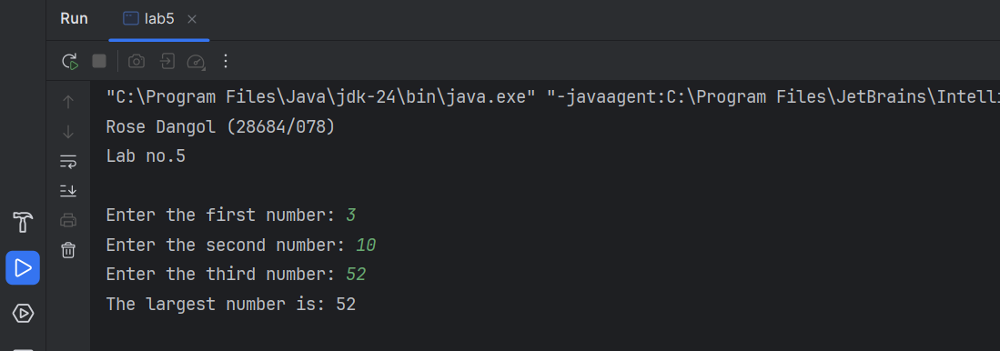 Run lab5
"C:\Program Files\Java\jdk-24\bin\java.exe" "-javaagent:C:\Program Files\JetBrains\Intelli
Rose Dangol (28684/078)
Lab no.5
Enter the first number: 3
Enter the second number: 10
Enter the third number: 52
The largest number is: 52